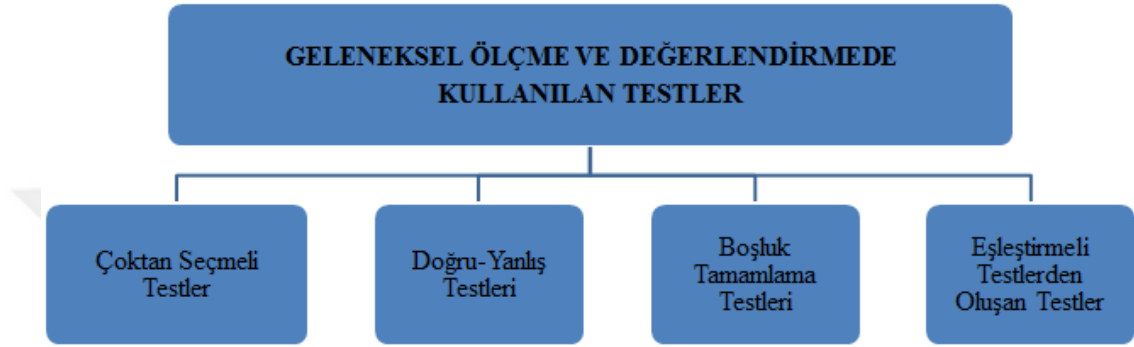 GELENEKSEL ÖLÇME VE DEĞERLENDİRMEDE
KULLANILAN TESTLER
Çoktan Seçmeli
Testler
Doğru-Yanlış
Testleri
Boşluk
Tamamlama
Testleri
Eşleştirmeli
Testlerden
Oluşan Testler